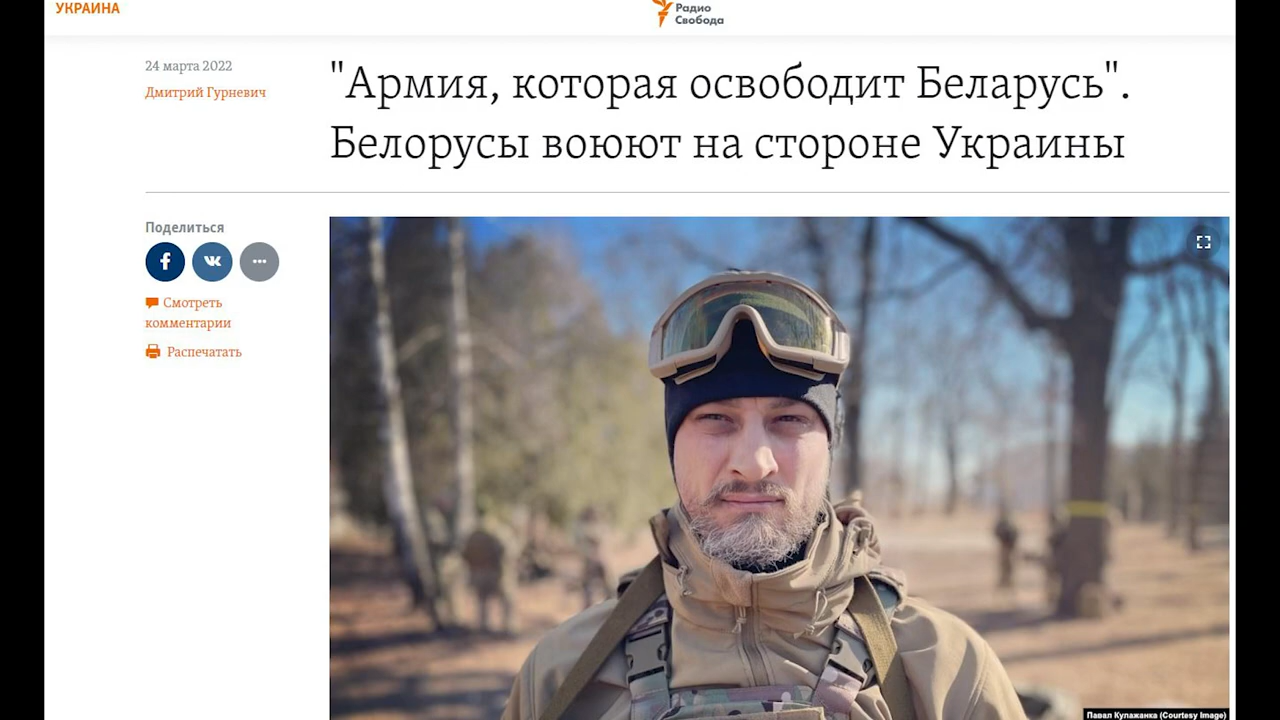 УКРАИНА
Радио
Свобода
24 марта 2022
Дмитрий Гурневич
"Армия, которая освободит Беларусь".
Белорусы воюют на стороне Украины
Поделиться
Смотреть
комментарии
Распечатать
Павал Кулажанка (Courtesy Image)